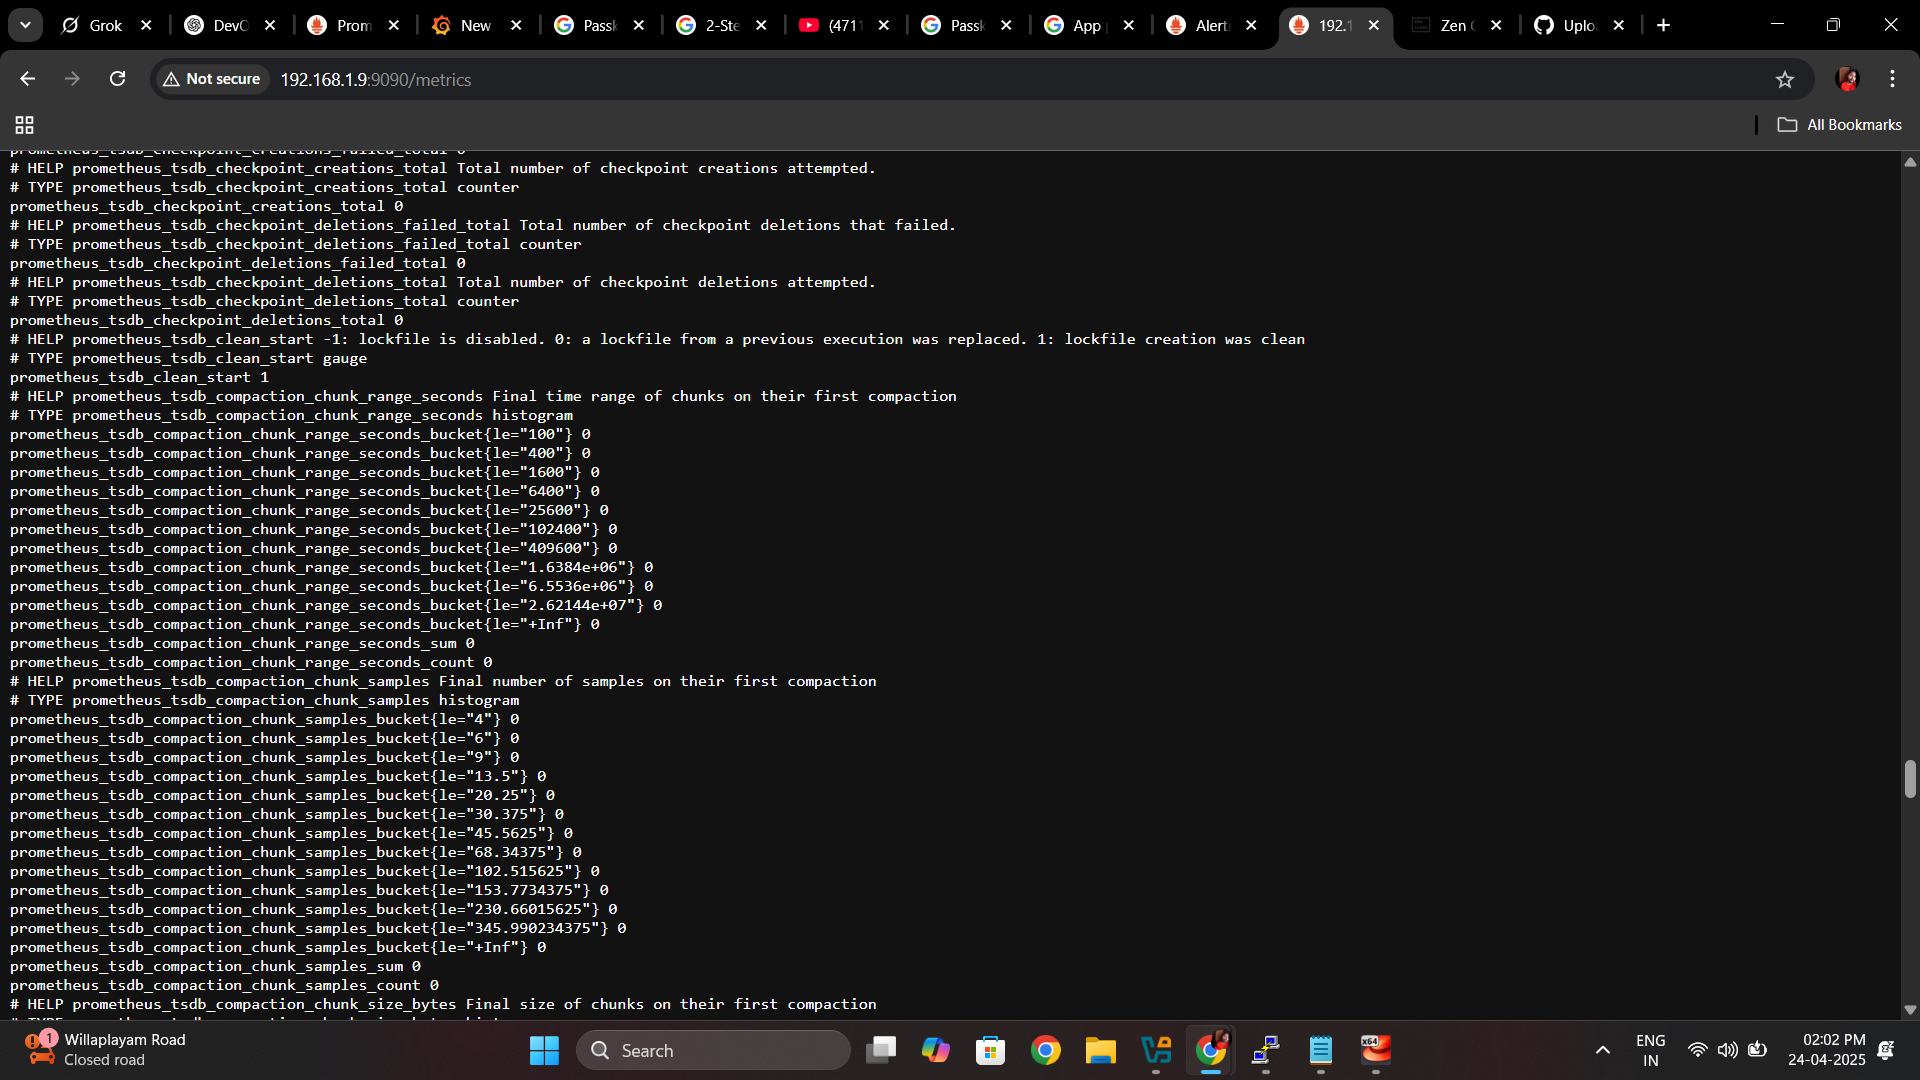 Grok
DevO
Prom
New
Passk
2-Ste
(4711
Passk
App
Alert
192.1
Zen
Uplo
Not secure
192.168.1.9:9090/metrics
All Bookmarks
prometheus_tsdb_checkpoint_creations_failed_total 0
# HELP prometheus_tsdb_checkpoint_creations_total Total number of checkpoint creations attempted.
# TYPE prometheus_tsdb_checkpoint_creations_total counter
prometheus_tsdb_checkpoint_creations_total 0
# HELP prometheus_tsdb_checkpoint_deletions_failed_total Total number of checkpoint deletions that failed.
# TYPE prometheus_tsdb_checkpoint_deletions_failed_total counter
prometheus_tsdb_checkpoint_deletions_failed_total 0
# HELP prometheus_tsdb_checkpoint_deletions_total Total number of checkpoint deletions attempted.
# TYPE prometheus_tsdb_checkpoint_deletions_total counter
prometheus_tsdb_checkpoint_deletions_total 0
# HELP prometheus_tsdb_clean_start -1: lockfile is disabled. 0: a lockfile from a previous execution was replaced. 1: lockfile creation was clean
# TYPE prometheus_tsdb_clean_start gauge
prometheus_tsdb_clean_start 1
# HELP prometheus_tsdb_compaction_chunk_range_seconds Final time range of chunks on their first compaction
# TYPE prometheus_tsdb_compaction_chunk_range_seconds histogram
prometheus_tsdb_compaction_chunk_range_seconds_bucket{le="100"} 0
prometheus_tsdb_compaction_chunk_range_seconds_bucket{le="400"} 0
prometheus_tsdb_compaction_chunk_range_seconds_bucket{le="1600"} 0
prometheus_tsdb_compaction_chunk_range_seconds_bucket{le="6400"} 0
prometheus_tsdb_compaction_chunk_range_seconds_bucket{le="25600"} 0
prometheus_tsdb_compaction_chunk_range_seconds_bucket{le="102400"} 0
prometheus_tsdb_compaction_chunk_range_seconds_bucket{le="409600"} 0
prometheus_tsdb_compaction_chunk_range_seconds_bucket{le="1.6384e+06"} 0
prometheus_tsdb_compaction_chunk_range_seconds_bucket{le="6.5536e+06"} 0
prometheus_tsdb_compaction_chunk_range_seconds_bucket{le="2.62144e+07"} 0
prometheus_tsdb_compaction_chunk_range_seconds_bucket{le="+Inf"} 0
prometheus_tsdb_compaction_chunk_range_seconds_sum 0
prometheus_tsdb_compaction_chunk_range_seconds_count 0
# HELP prometheus_tsdb_compaction_chunk_samples Final number of samples on their first compaction
# TYPE prometheus_tsdb_compaction_chunk_samples histogram
prometheus_tsdb_compaction_chunk_samples_bucket{le="4"} 0
prometheus_tsdb_compaction_chunk_samples_bucket{le="6"} 0
prometheus_tsdb_compaction_chunk_samples_bucket{le="9"} 0
prometheus_tsdb_compaction_chunk_samples_bucket{le="13.5"} 0
prometheus_tsdb_compaction_chunk_samples_bucket{le="20.25"} 0
prometheus_tsdb_compaction_chunk_samples_bucket{le="30.375"} 0
prometheus_tsdb_compaction_chunk_samples_bucket{le="45.5625"} 0
prometheus_tsdb_compaction_chunk_samples_bucket{le="68.34375"} 0
prometheus_tsdb_compaction_chunk_samples_bucket{le="102.515625"} 0
prometheus_tsdb_compaction_chunk_samples_bucket{le="153.7734375"} 0
prometheus_tsdb_compaction_chunk_samples_bucket{le="230.66015625"} 0
prometheus_tsdb_compaction_chunk_samples_bucket{le="345.990234375"} 0
prometheus_tsdb_compaction_chunk_samples_bucket{le="+Inf"} 0
prometheus_tsdb_compaction_chunk_samples_sum 0
prometheus_tsdb_compaction_chunk_samples_count 0
# HELP prometheus_tsdb_compaction_chunk_size_bytes Final size of chunks on their first compaction
1
Willaplayam Road
Closed road
Search
x64
ENG
IN
02:02 PM
24-04-2025